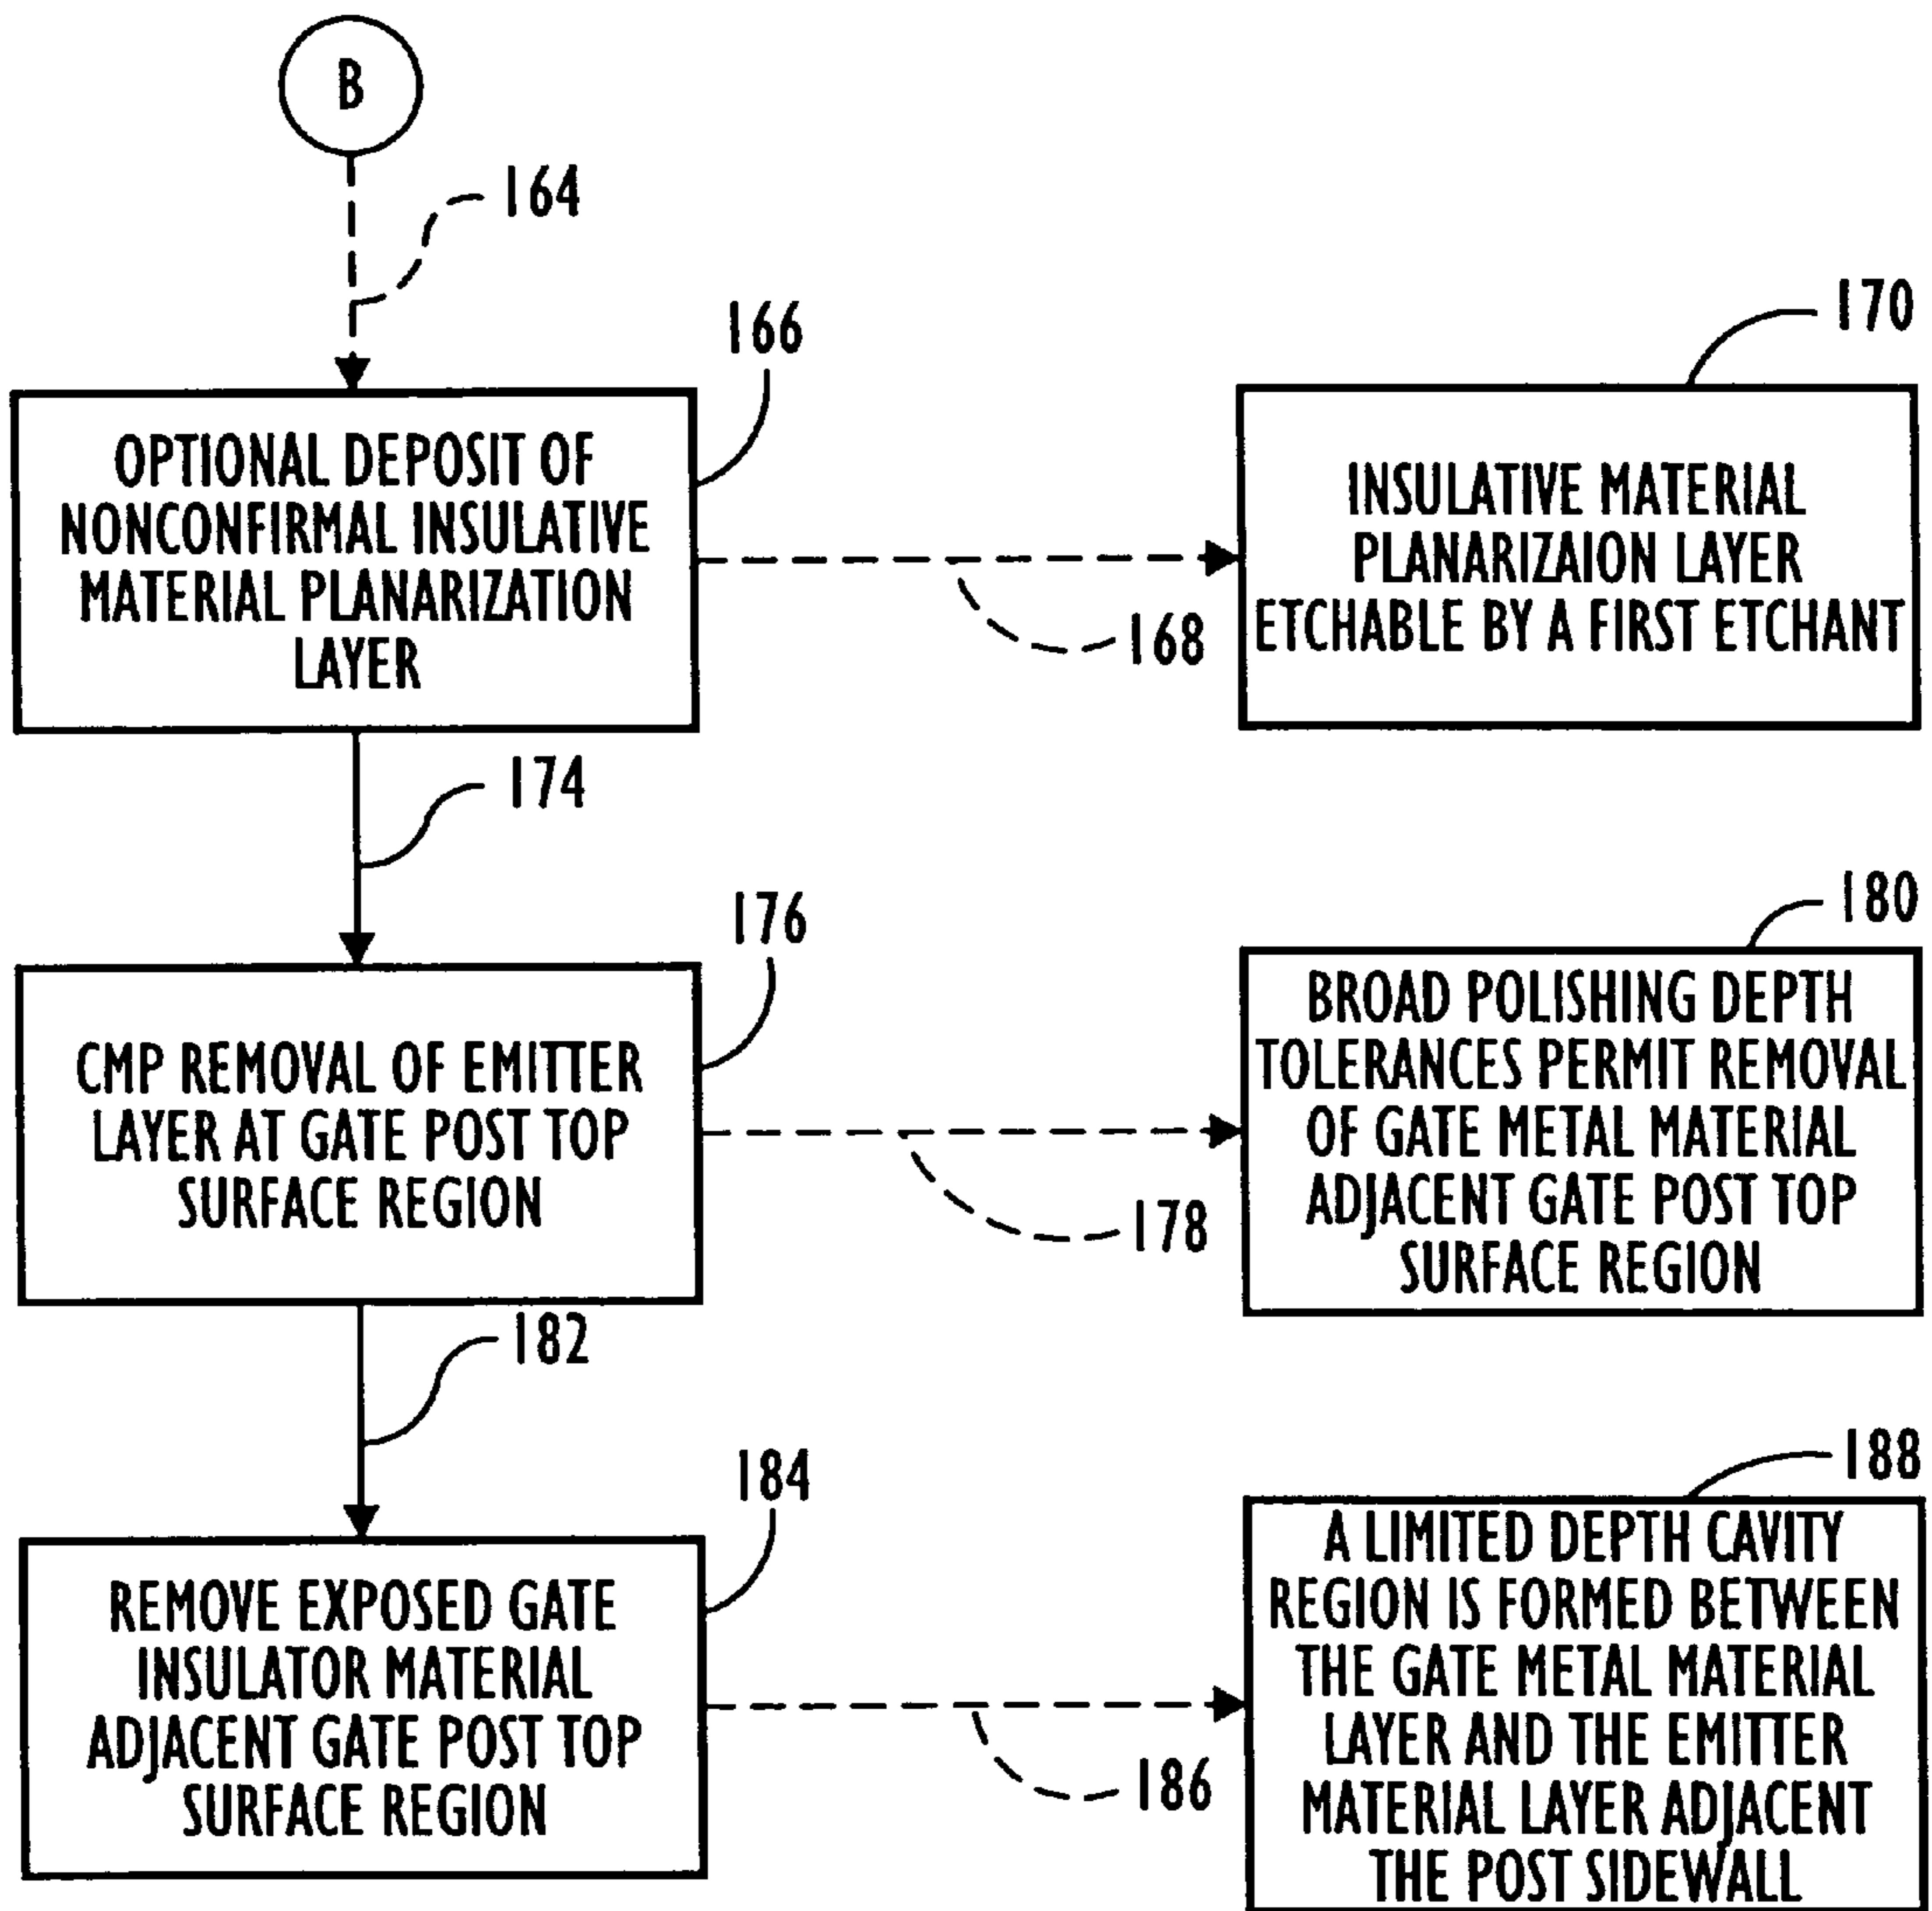 B
164
166
OPTIONAL DEPOSIT OF
NONCONFIRMAL INSULATIVE
MATERIAL PLANARIZATION
LAYER
168
170
INSULATIVE MATERIAL
PLANARIZAION LAYER
ETCHABLE BY A FIRST ETCHANT
174
176
CMP REMOVAL OF EMITTER
LAYER AT GATE POST TOP
SURFACE REGION
178
180
BROAD POLISHING DEPTH
TOLERANCES PERMIT REMOVAL
OF GATE METAL MATERIAL
ADJACENT GATE POST TOP
SURFACE REGION
182
184
REMOVE EXPOSED GATE
INSULATOR MATERIAL
ADJACENT GATE POST TOP
SURFACE REGION
186
188
A LIMITED DEPTH CAVITY
REGION IS FORMED BETWEEN
THE GATE METAL MATERIAL
LAYER AND THE EMITTER
MATERIAL LAYER ADJACENT
THE POST SIDEWALL